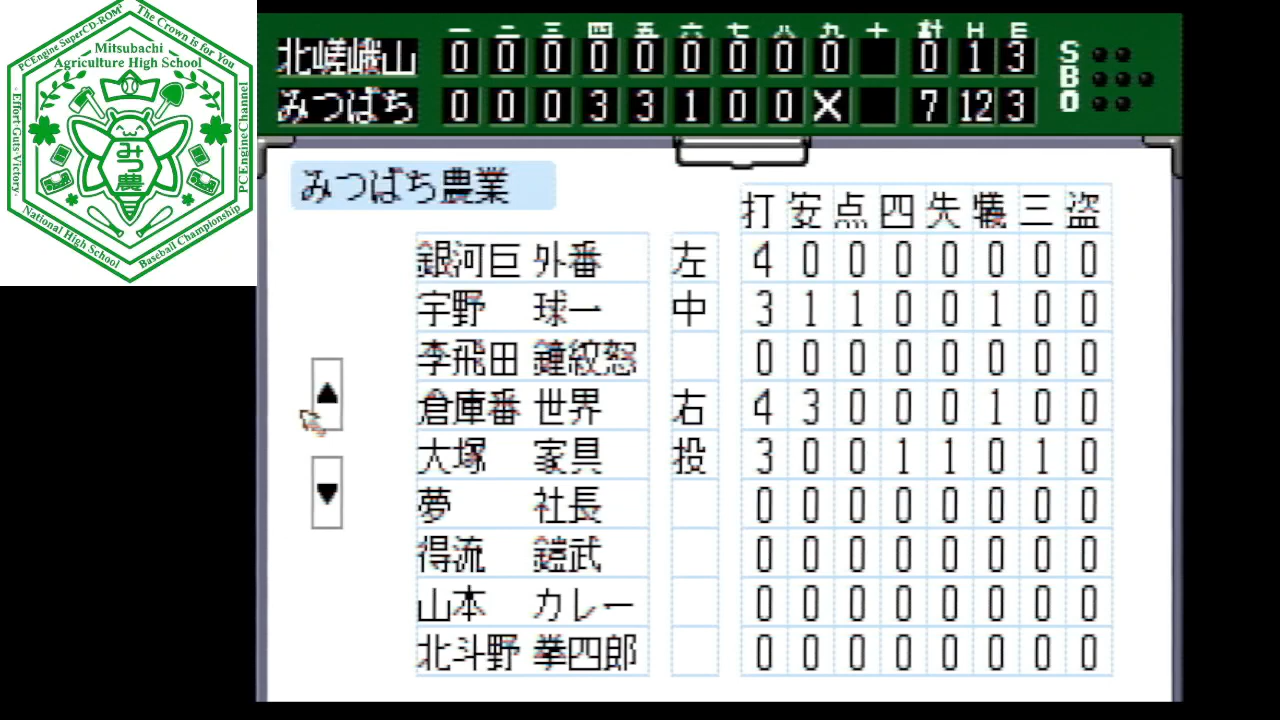 PCEngine SuperCD-ROM² The Crown is for You
Mitsubachi
Agriculture High School
みつ農
-Effort·Guts·Victory-
PCEngineChannel
National High School
Baseball Championship
一 二 三 四 五 六 七 八 九 十 計 H E
北嵯峨山 0 0 0 0 0 0 0 0 0 0 1 3
みつばち 0 0 0 3 3 1 0 0 X 7 12 3
S
B
O
みつばち農業
打 安 点 四 失 犠 三 盗
銀河巨 外番 左 4 0 0 0 0 0 0 0
宇野 球一 中 3 1 1 0 0 1 0 0
李飛田 鐘紋怒 0 0 0 0 0 0 0 0
倉庫番 世界 右 4 3 0 0 0 1 0 0
大塚 家具 投 3 0 0 1 1 0 1 0
夢 社長 0 0 0 0 0 0 0 0
得流 鎧武 0 0 0 0 0 0 0 0
山本 カレー 0 0 0 0 0 0 0 0
北斗野 拳四郎 0 0 0 0 0 0 0 0
▲
▼